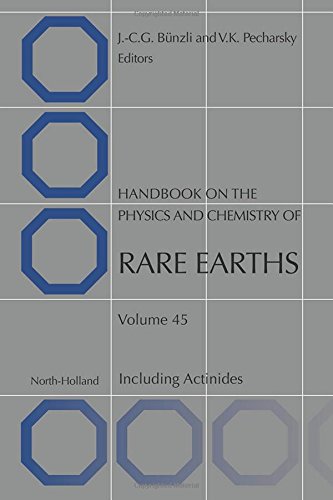 J.-C.G. Bünzli and V.K. Pecharsky
Editors
HANDBOOK ON THE
PHYSICS AND CHEMISTRY OF
RARE EARTHS
Volume 45
North-Holland
Including Actinides